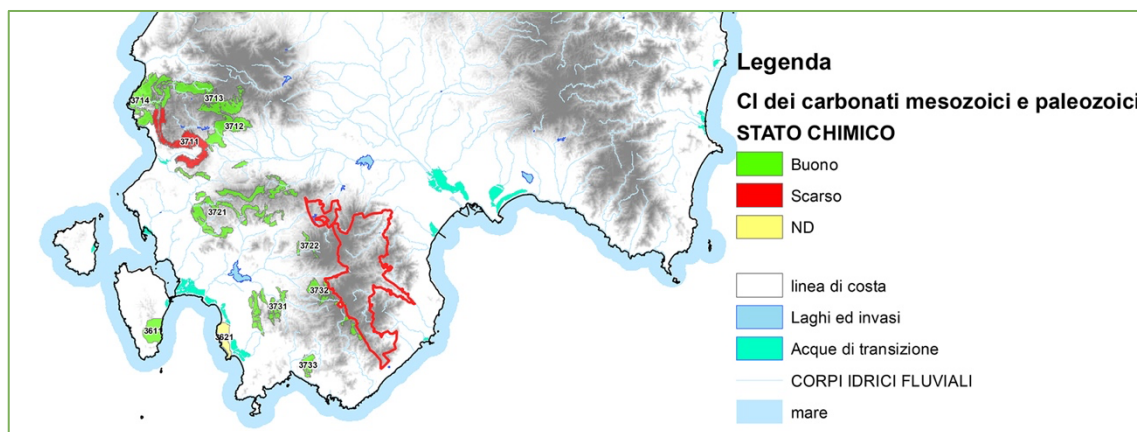 Legenda
CI dei carbonati mesozoici e paleozoici
STATO CHIMICO
Buono
Scarso
ND
linea di costa
Laghi ed invasi
Acque di transizione
CORPI IDRICI FLUVIALI
mare
3714
3713
3712
3711
3721
3722
3732
3731
3611
3621
3733